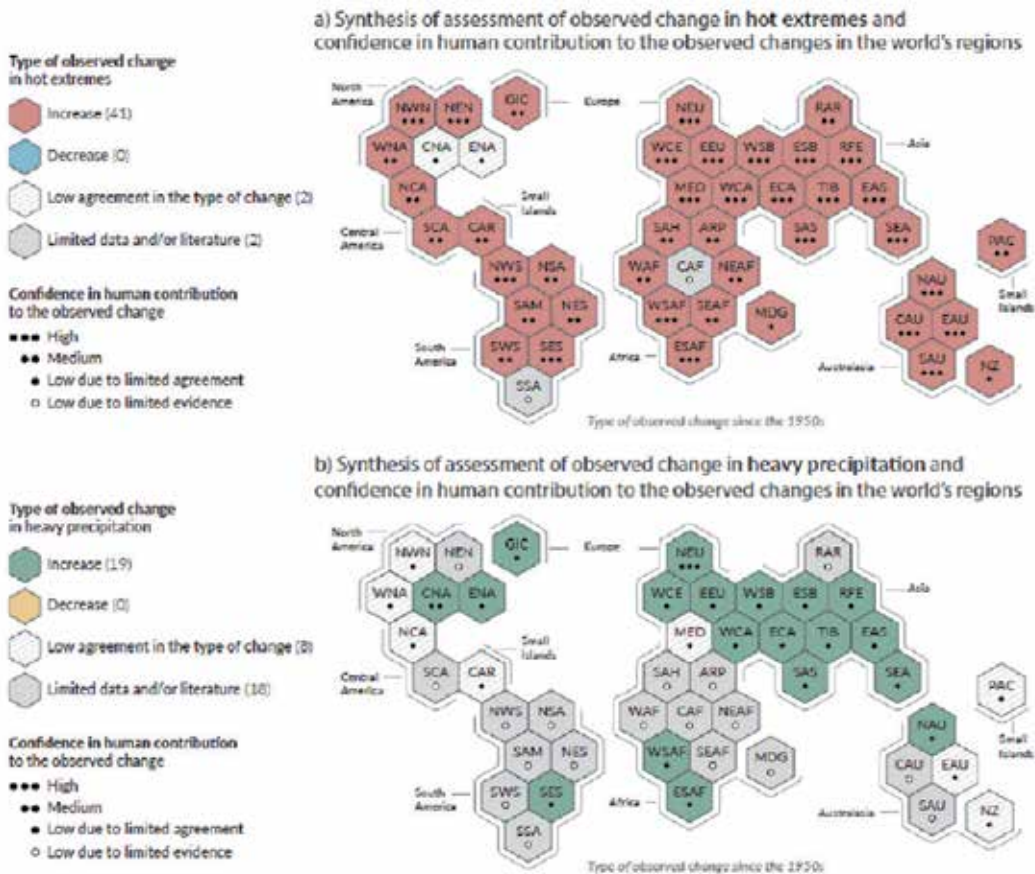 a) Synthesis of assessment of observed change in hot extremes and
confidence in human contribution to the observed changes in the world's regions
Type of observed change
in hot extremes
Increase (41)
Decrease (0)
Low agreement in the type of change (2)
Limited data and/or literature (2)
Confidence in human contribution
to the observed change
High
Medium
Low due to limited agreement
Low due to limited evidence
North
America
NWN NEN GIC
Europe
NEU RAR
WNA CNA ENA
WCE EEU WSB ESB RFE
Asia
NCA
MED WCA ECA TIB EAS
Small
Islands
Central
America
SCA CAR
SAH ARP SAS SEA
PAC
NWS NSA
WAF CAF NEAF
NAU
Small
Islands
SAM NES
WSAF SEAF MDG
CAU EAU
South
America
SWS SES
Africa
ESAF
Australasia
SAU NZ
SSA
Type of observed change since the 1950s
b) Synthesis of assessment of observed change in heavy precipitation and
confidence in human contribution to the observed changes in the world's regions
Type of observed change
in heavy precipitation
Increase (19)
Decrease (0)
Low agreement in the type of change (8)
Limited data and/or literature (18)
Confidence in human contribution
to the observed change
High
Medium
Low due to limited agreement
Low due to limited evidence
North
America
NWN NEN GIC
Europe
NEU RAR
WNA CNA ENA
WCE EEU WSB ESB RFE
Asia
NCA
MED WCA ECA TIB EAS
Small
Islands
Central
America
SCA CAR
SAH ARP SAS SEA
PAC
NWS NSA
WAF CAF NEAF
NAU
Small
Islands
SAM NES
WSAF SEAF MDG
CAU EAU
South
America
SWS SES
Africa
ESAF
Australasia
SAU NZ
SSA
Type of observed change since the 1950s